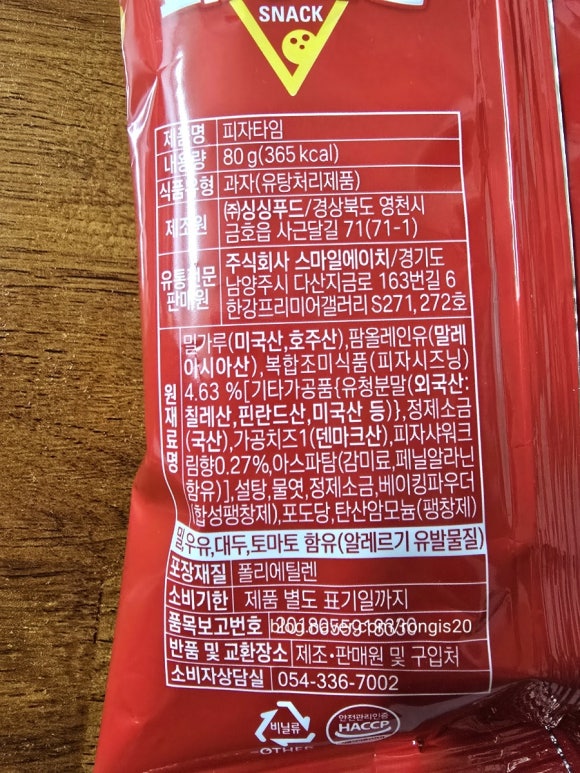 SNACK
제품명 피자타임
내용량 80 g(365 kcal)
식품유형 과자(유탕처리제품)
제조원 ㈜싱싱푸드/경상북도 영천시
금호읍 사근달길 71(71-1)
유통전문
판매원
주식회사 스마일에이치/경기도
남양주시 다산지금로 163번길 6
한강프리미어갤러리 S271, 272호
원재료명
밀가루(미국산,호주산),팜올레인유(말레
아시아산),복합조미식품(피자시즈닝)
4.63 %[기타가공품{유청분말(외국산:
칠레산,핀란드산,미국산 등)},정제소금
(국산),가공치즈1(덴마크산),피자샤워크
림향0.27%,아스파탐(감미료,페닐알라닌
함유)],설탕,물엿,정제소금,베이킹파우더
(합성팽창제),포도당,탄산암모늄(팽창제)
밀,우유,대두,토마토 함유(알레르기 유발물질)
포장재질 폴리에틸렌
소비기한 제품 별도 표기일까지
품목보고번호
반품 및 교환장소 제조·판매원 및 구입처
소비자상담실 054-336-7002
비닐류
OTHER
안전관리인증
HACCP